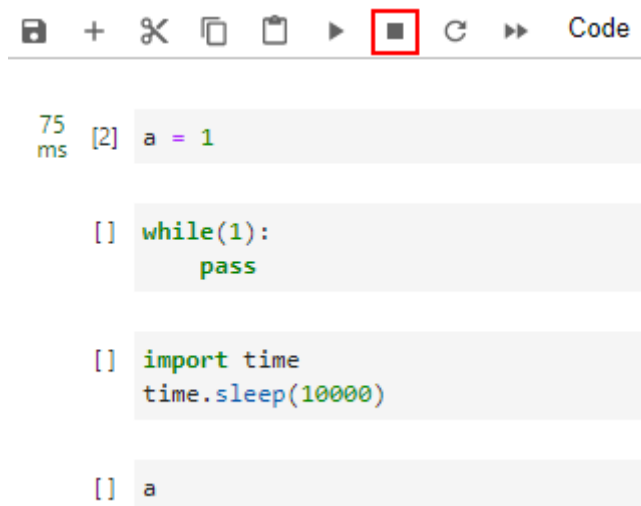 Code
75
ms
[2] a = 1
[] while(1):
    pass
[] import time
time.sleep(10000)
[] a